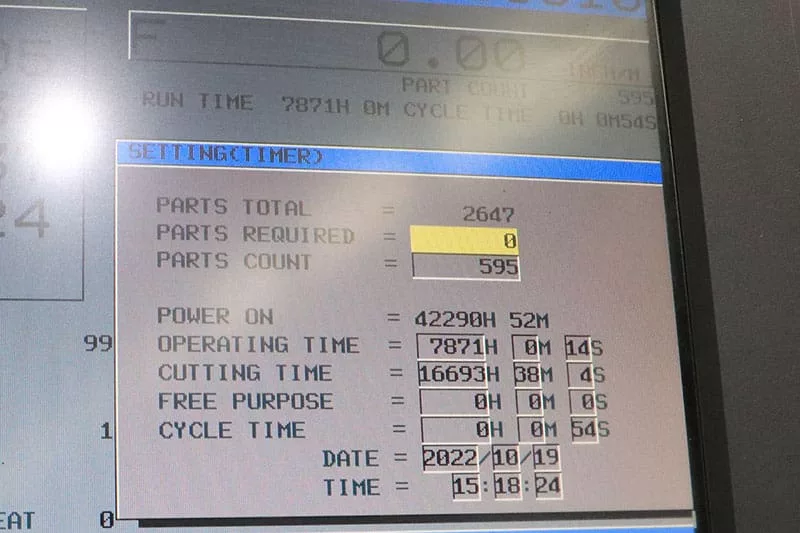 F 0.00 INCH/M
PART COUNT 595
RUN TIME 7871H 0M CYCLE TIME 0H 0M54S
SETTING(TIMER)
PARTS TOTAL = 2647
PARTS REQUIRED = 0
PARTS COUNT = 595
POWER ON = 42290H 52M
OPERATING TIME = 7871H 0M 14S
CUTTING TIME = 16693H 38M 4S
FREE PURPOSE = 0H 0M 0S
CYCLE TIME = 0H 0M 54S
DATE = 2022/10/19
TIME = 15:18:24
24
99
1
EAT 0